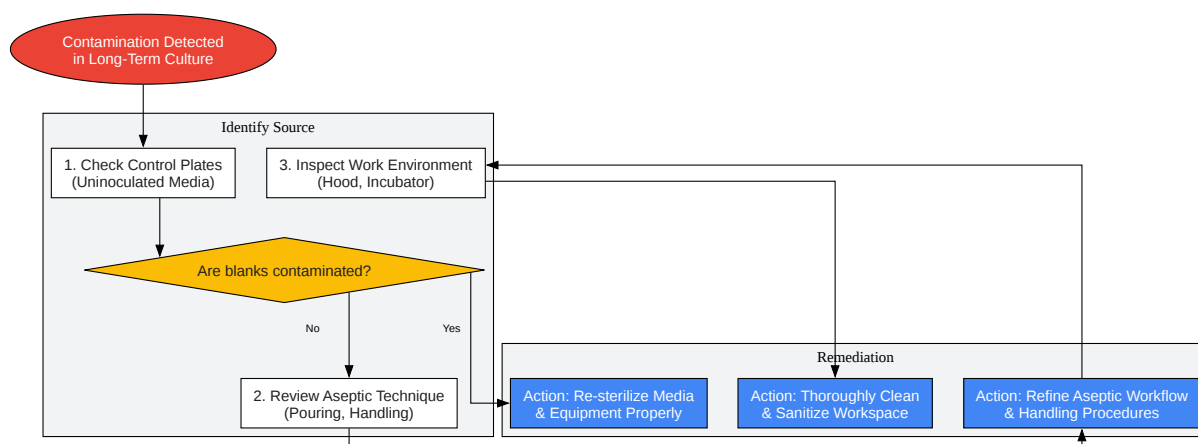 Contamination Detected
in Long-Term Culture
Identify Source
1. Check Control Plates
(Uninoculated Media)
3. Inspect Work Environment
(Hood, Incubator)
Are blanks contaminated?
No
Yes
2. Review Aseptic Technique
(Pouring, Handling)
Remediation
Action: Re-sterilize Media
& Equipment Properly
Action: Thoroughly Clean
& Sanitize Workspace
Action: Refine Aseptic Workflow
& Handling Procedures